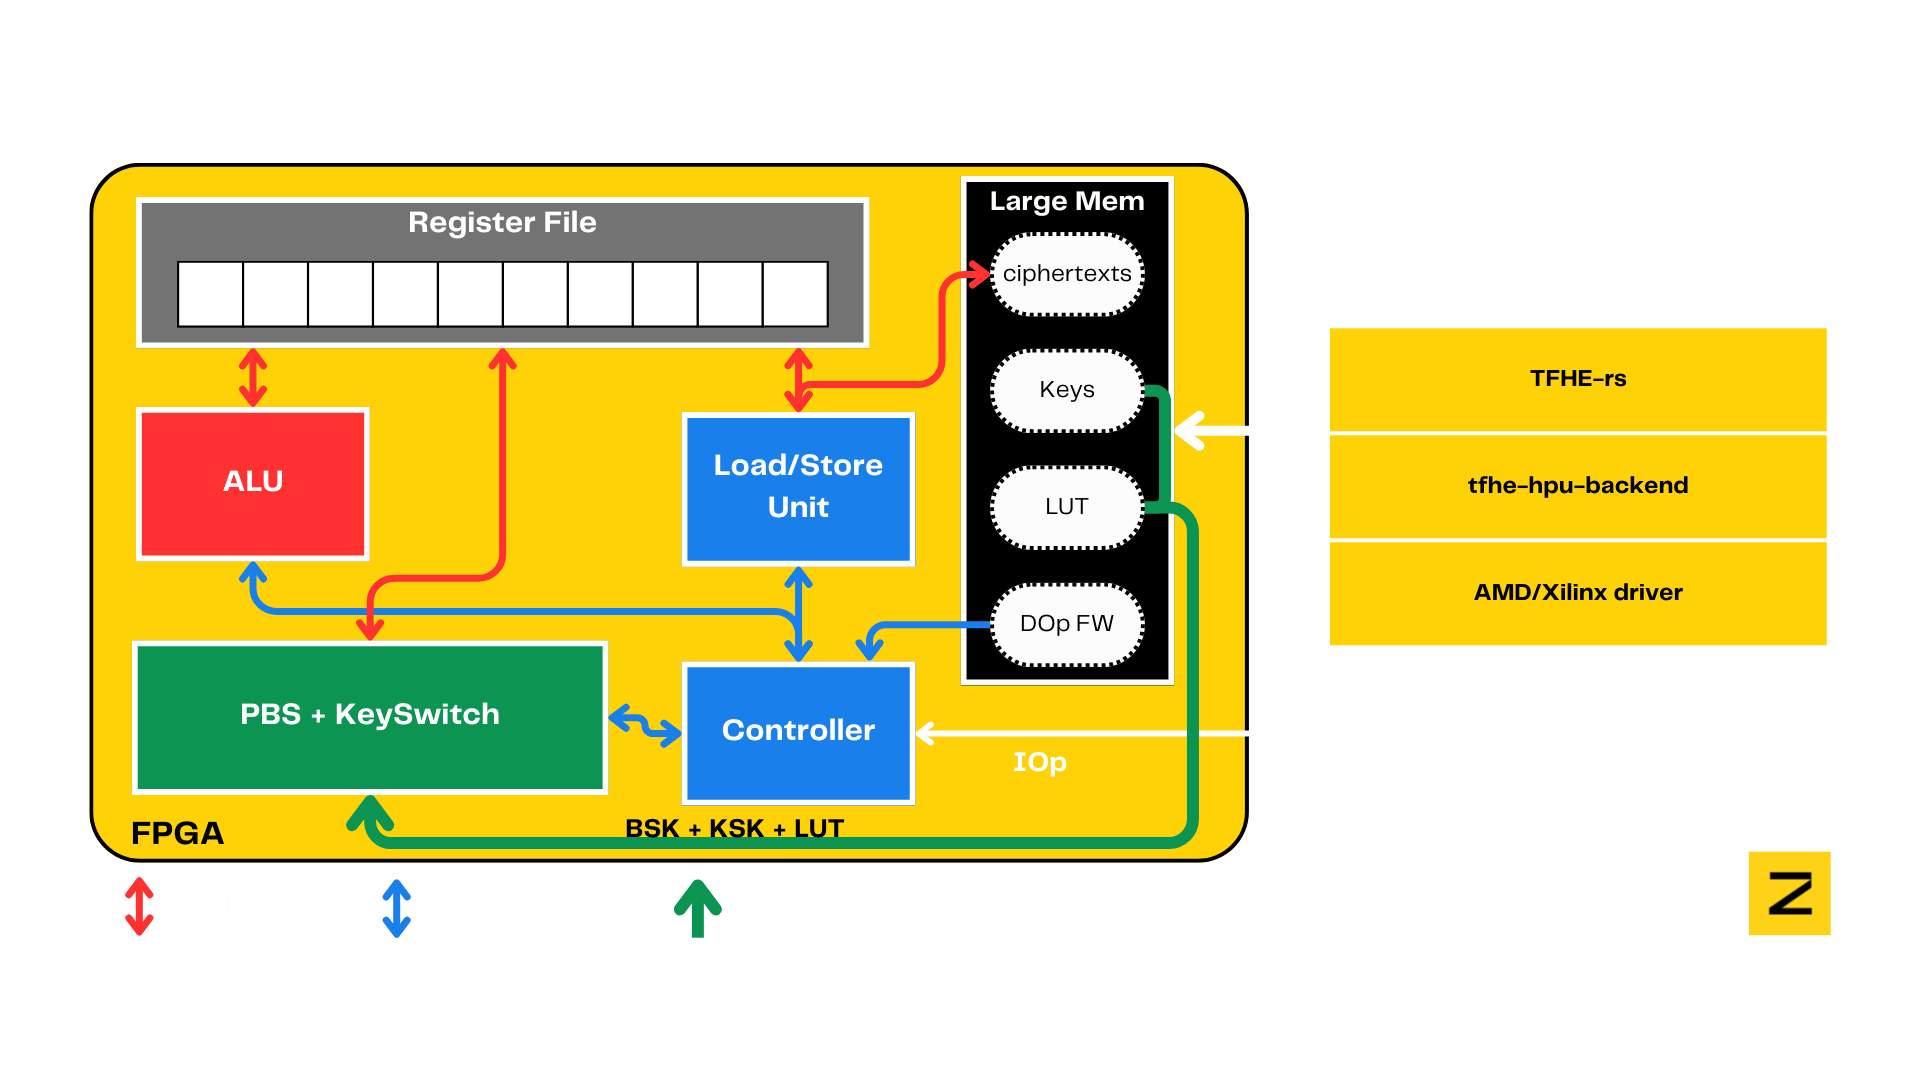 Register File
Large Mem
ciphertexts
Keys
LUT
DOp FW
ALU
Load/Store
Unit
PBS + KeySwitch
Controller
IOp
BSK + KSK + LUT
FPGA
TFHE-rs
tfhe-hpu-backend
AMD/Xilinx driver
Z